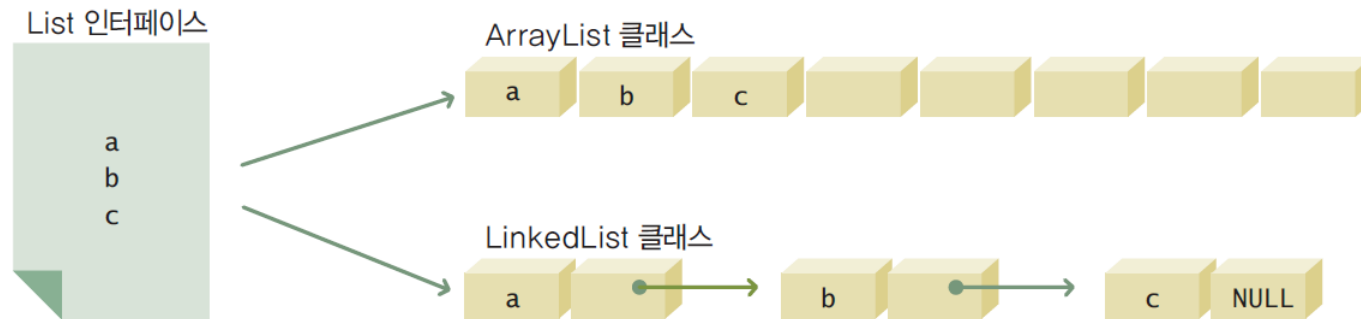 List 인터페이스
a
b
c
ArrayList 클래스
a b c
LinkedList 클래스
a b c NULL